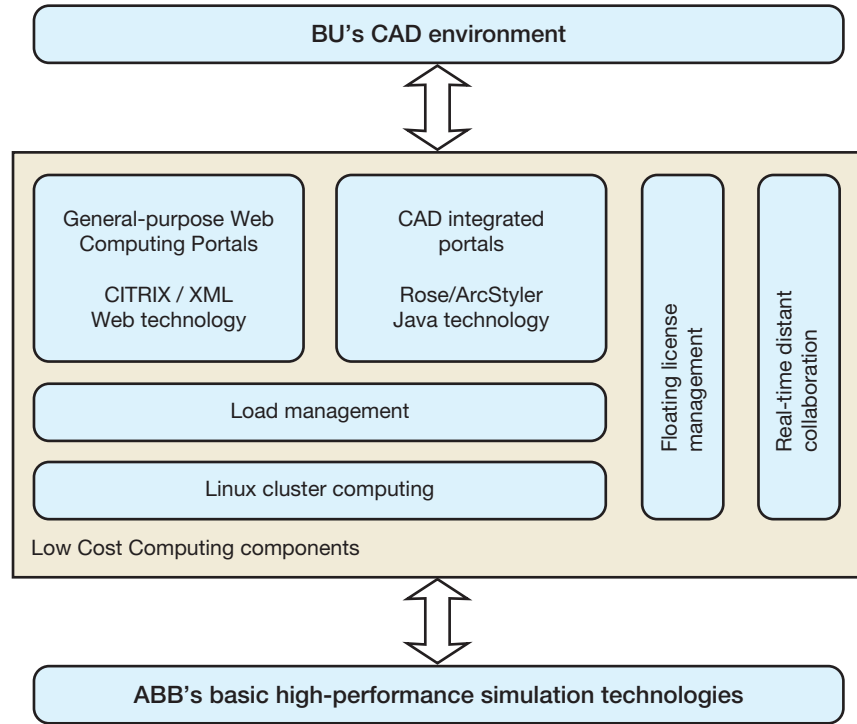 BU's CAD environment
General-purpose Web
Computing Portals
CITRIX / XML
Web technology
CAD integrated
portals
Rose/ArcStyler
Java technology
Load management
Linux cluster computing
Floating license
management
Real-time distant
collaboration
Low Cost Computing components
ABB's basic high-performance simulation technologies